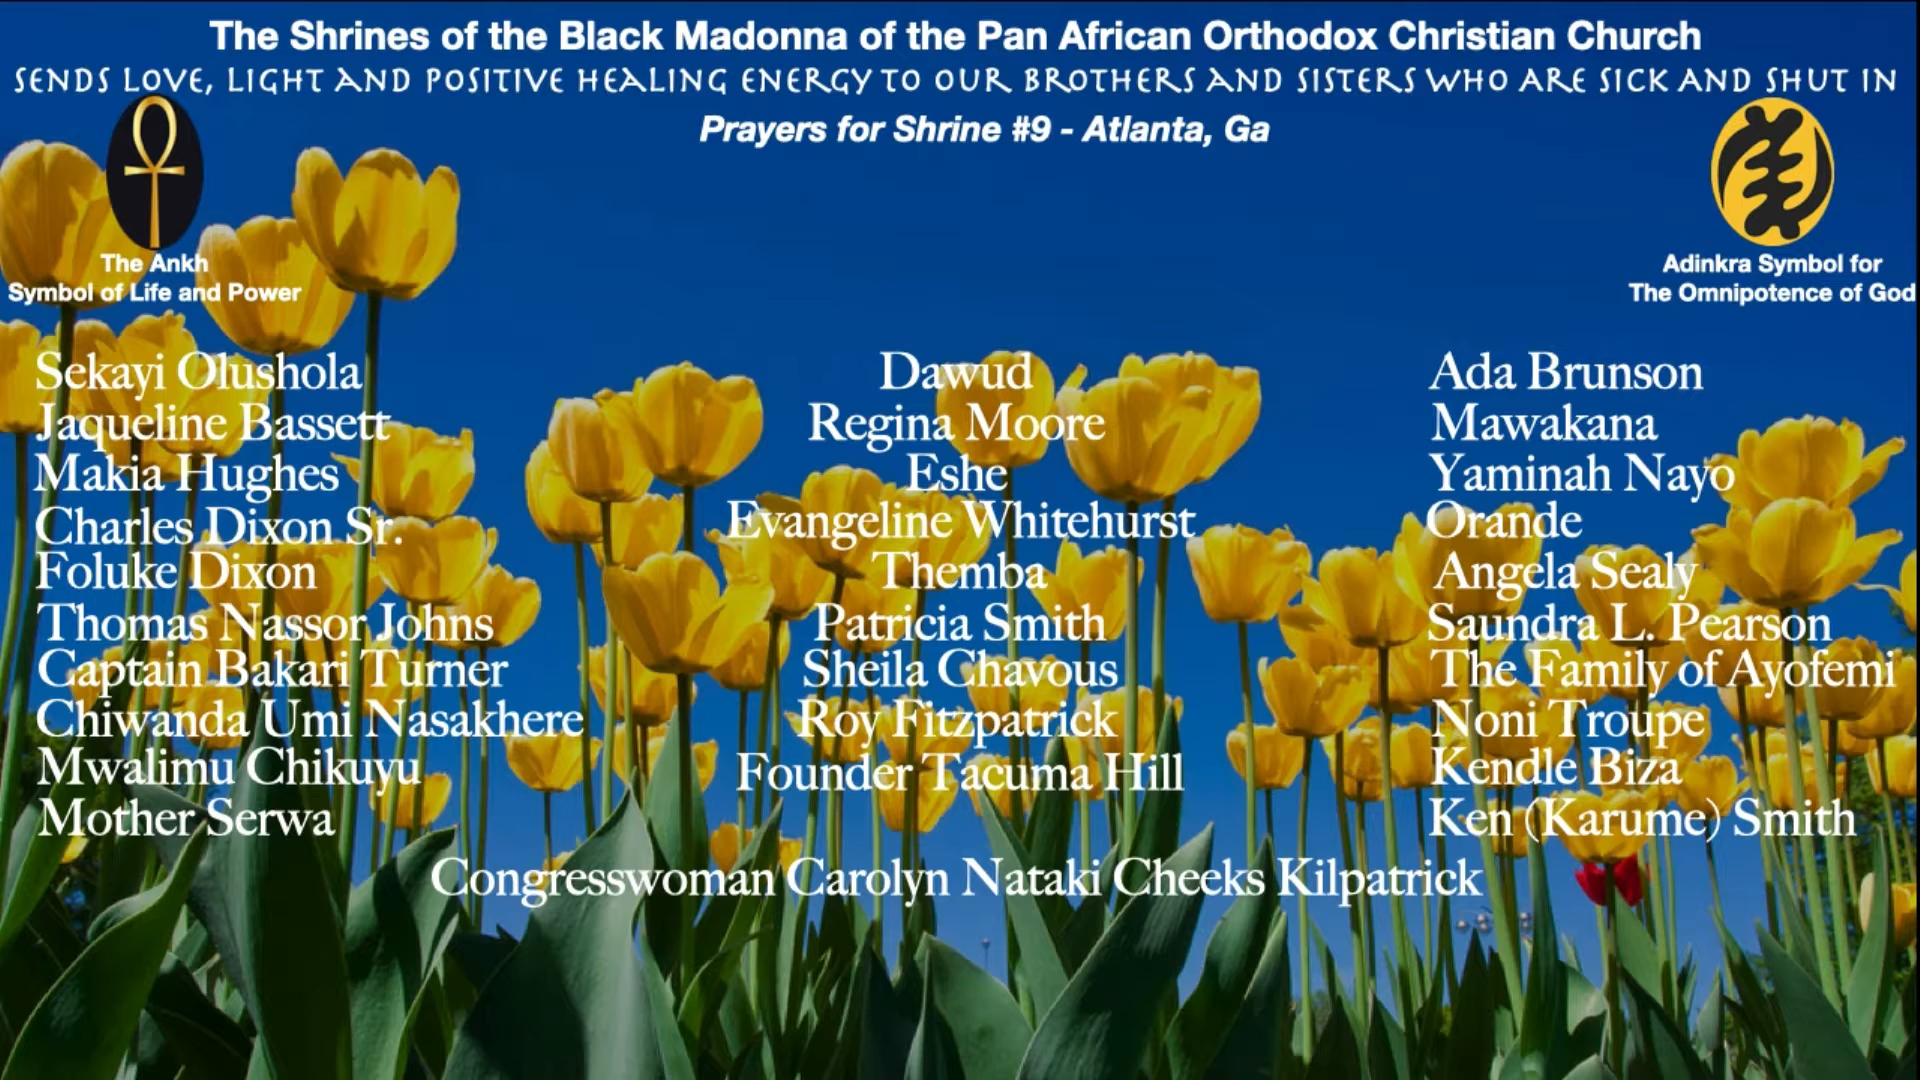 The Shrines of the Black Madonna of the Pan African Orthodox Christian Church
SENDS LOVE, LIGHT AND POSITIVE HEALING ENERGY TO OUR BROTHERS AND SISTERS WHO ARE SICK AND SHUT IN
Prayers for Shrine #9 - Atlanta, Ga
The Ankh
Symbol of Life and Power
Adinkra Symbol for
The Omnipotence of God
Sekayi Olushola
Jaqueline Bassett
Makia Hughes
Charles Dixon Sr.
Foluke Dixon
Thomas Nassor Johns
Captain Bakari Turner
Chiwanda Umi Nasakhere
Mwalimu Chikuyu
Mother Serwa
Dawud
Regina Moore
Eshe
Evangeline Whitehurst
Themba
Patricia Smith
Sheila Chavous
Roy Fitzpatrick
Founder Tacuma Hill
Ada Brunson
Mawakana
Yaminah Nayo
Orande
Angela Sealy
Saundra L. Pearson
The Family of Ayofemi
Noni Troupe
Kendle Biza
Ken (Karume) Smith
Congresswoman Carolyn Nataki Cheeks Kilpatrick